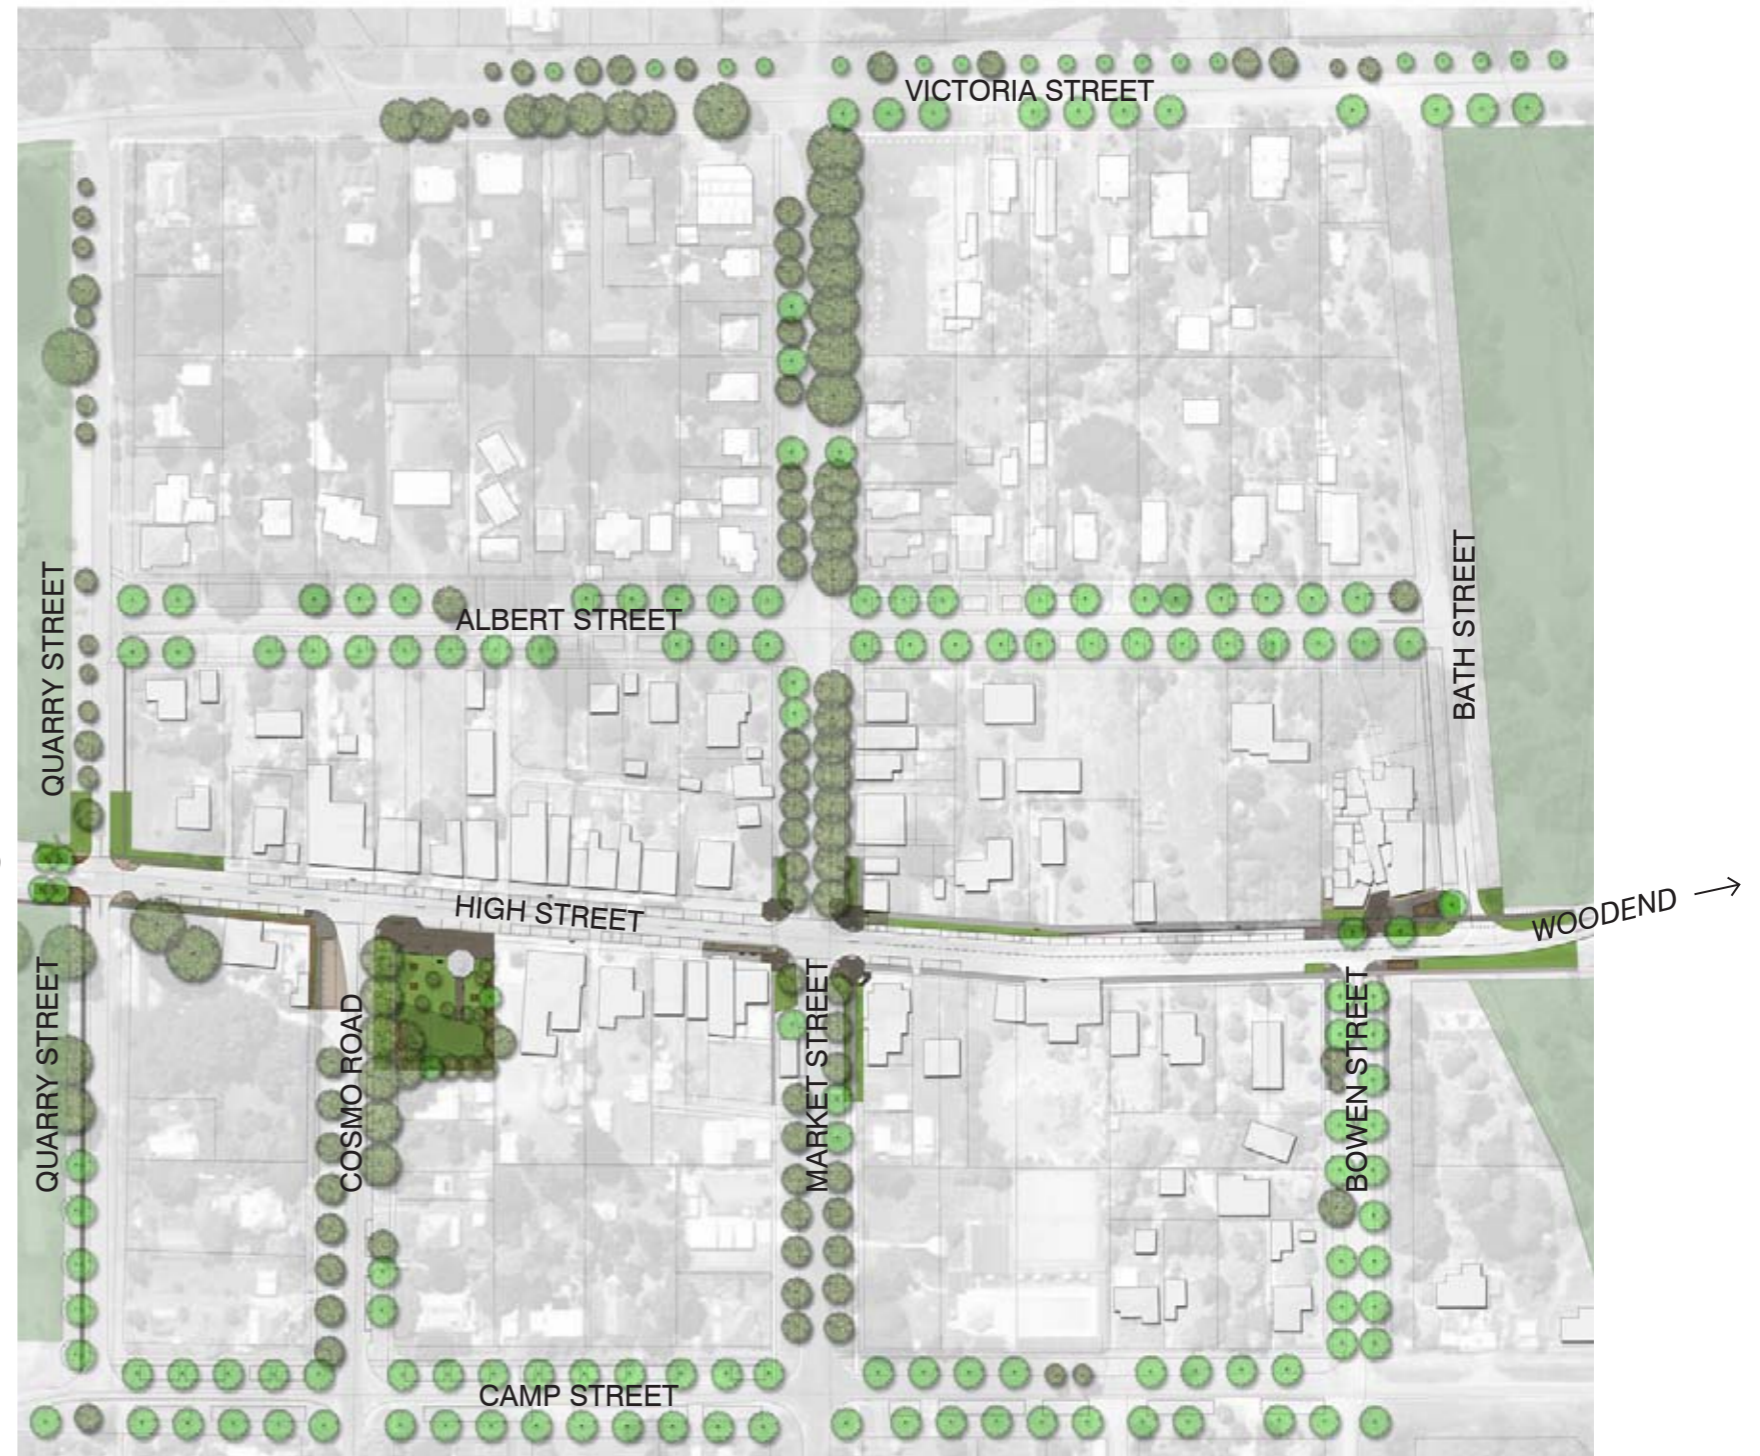 VICTORIA STREET
ALBERT STREET
QUARRY STREET
BATH STREET
HIGH STREET
WOODEND →
QUARRY STREET
COSMO ROAD
MARKET STREET
BOWEN STREET
CAMP STREET